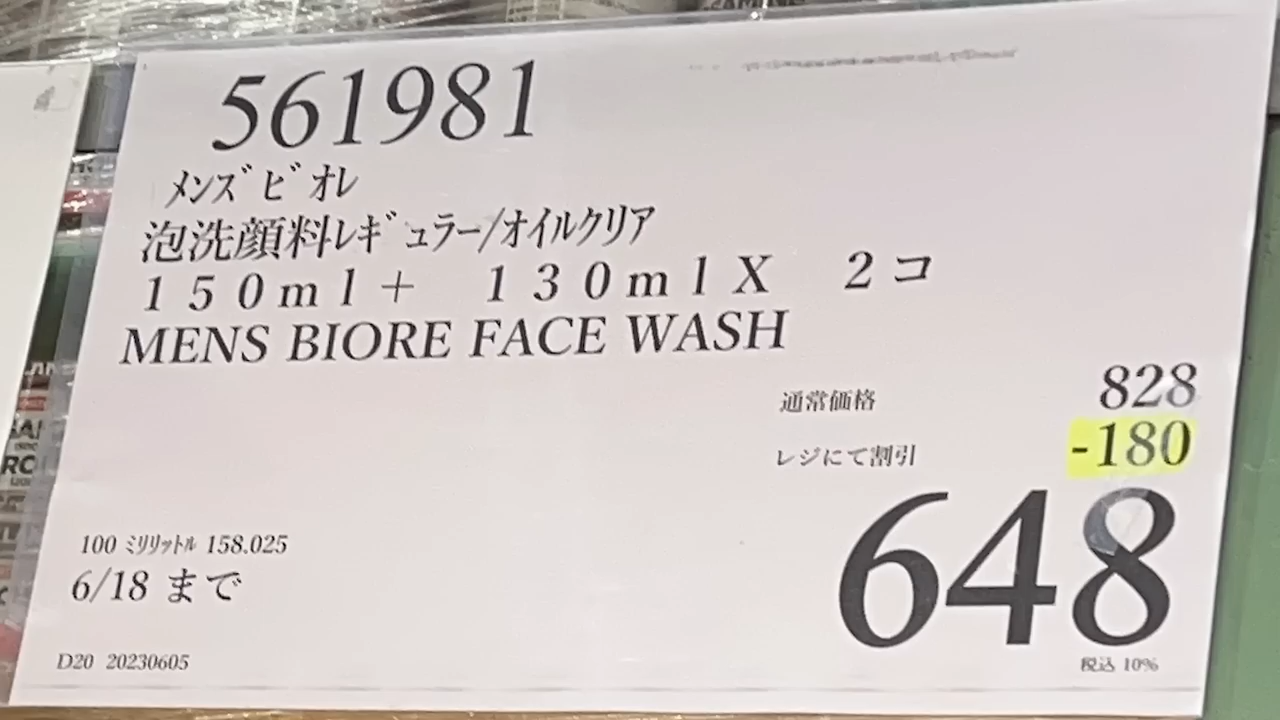 561981
メンズビオレ
泡洗顔料レギュラー/オイルクリア
150ml+ 130mlX 2コ
MENS BIORE FACE WASH
通常価格 828
レジにて割引 -180
648
税込 10%
100 ミリリットル 158.025
6/18 まで
D20 20230605